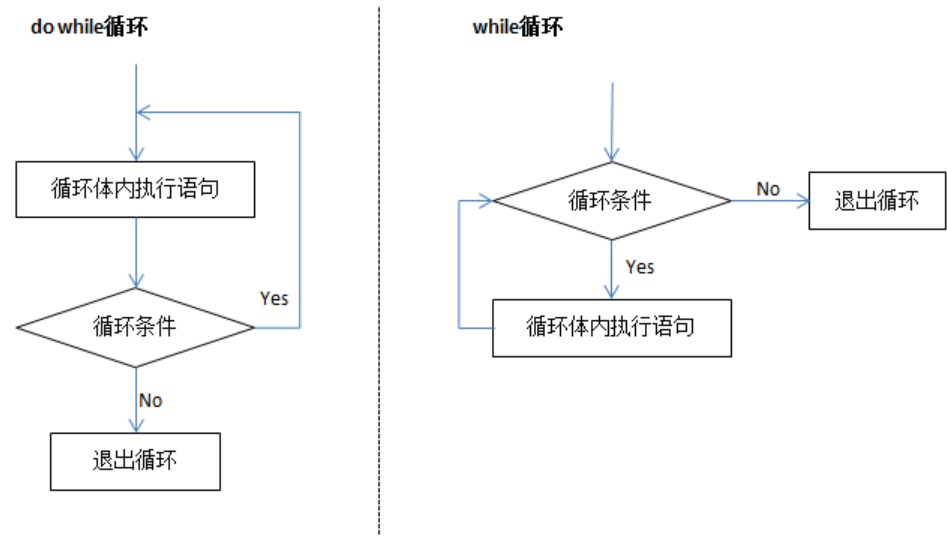 do while循环
循环体内执行语句
Yes
循环条件
No
退出循环
while循环
循环条件
No
退出循环
Yes
循环体内执行语句